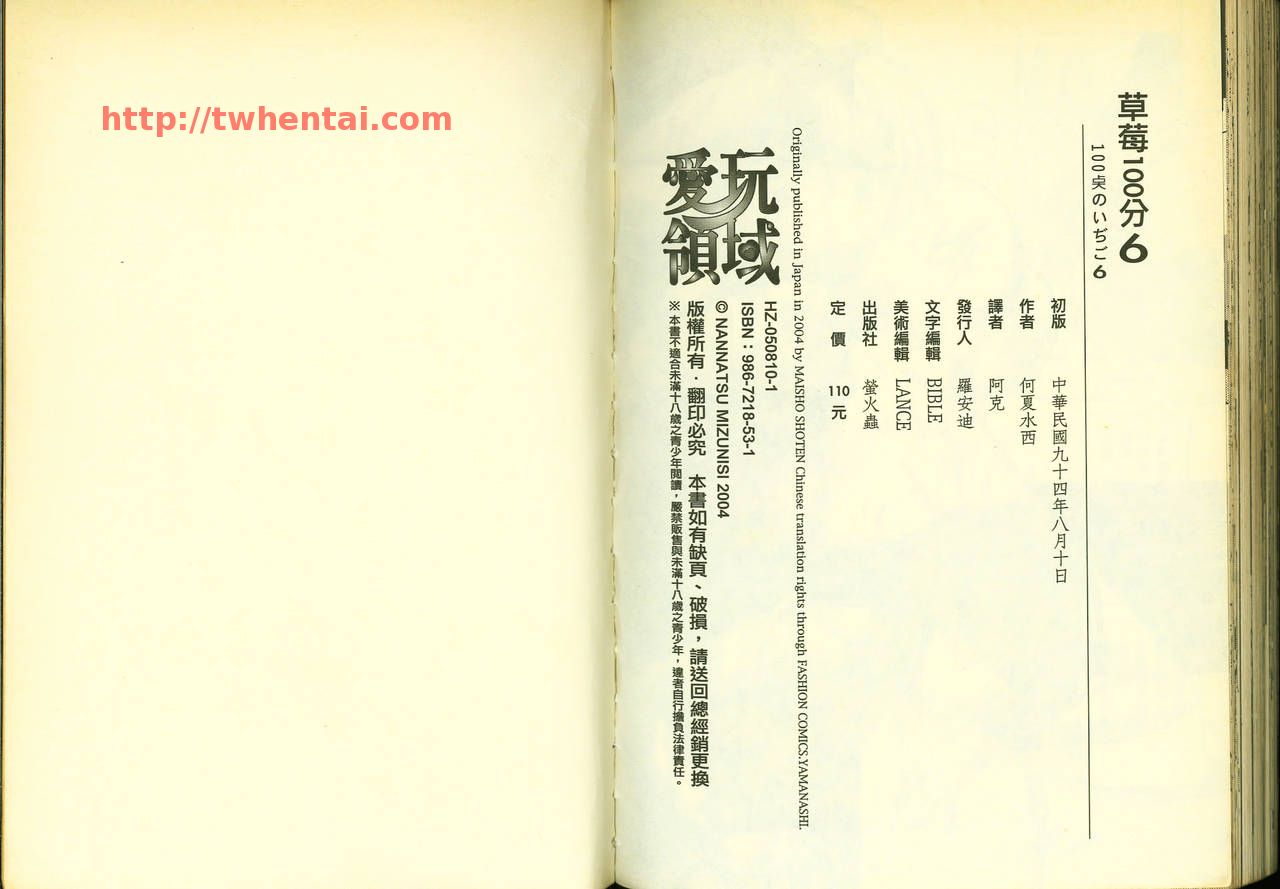 http://twhentai.com
草莓100分6
100点のいぢご6
初版　中華民國九十四年八月十日
作者　何夏水西
譯者　阿克
發行人　羅安迪
文字編輯　BIBLE
美術編輯　LANCE
出版社　螢火蟲
定　價　110元
Originally published in Japan in 2004 by MAISHO SHOTEN Chinese translation rights through FASHION COMICS.YAMANASHI.
玩域
愛領
HZ-050810-1
ISBN：986-7218-53-1
© NANNATSU MIZUNISI 2004
版權所有．翻印必究　本書如有缺頁、破損，請送回總經銷更換
※本書不適合未滿十八歲之青少年閱讀，嚴禁販售與未滿十八歲之青少年，違者自行擔負法律責任。